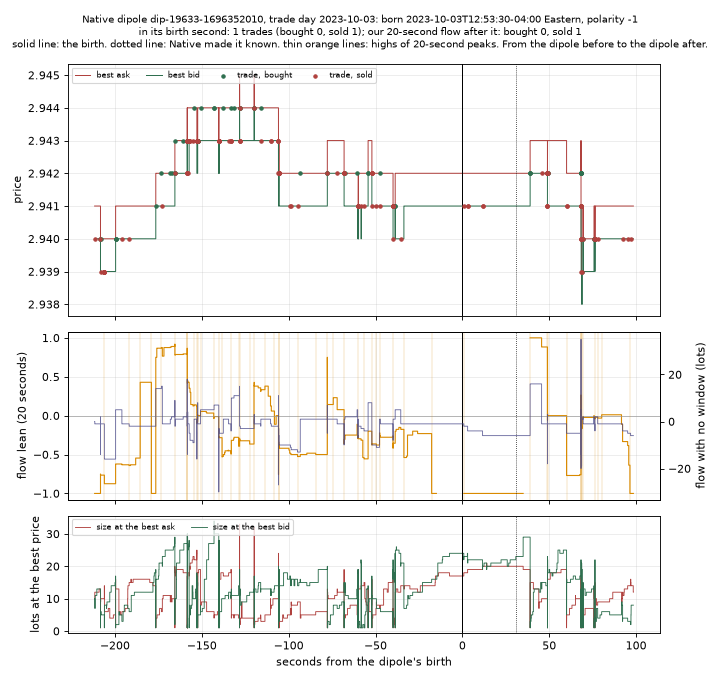 Native dipole dip-19633-1696352010, trade day 2023-10-03: born 2023-10-03T12:53:30-04:00 Eastern, polarity -1
in its birth second: 1 trades (bought 0, sold 1); our 20-second flow after it: bought 0, sold 1
solid line: the birth. dotted line: Native made it known. thin orange lines: highs of 20-second peaks. From the dipole before to the dipole after.
best ask
best bid
trade, bought
trade, sold
2.945
2.944
2.943
2.942
2.941
2.940
2.939
2.938
price
1.0
0.5
0.0
−0.5
−1.0
flow lean (20 seconds)
20
0
−20
flow with no window (lots)
size at the best ask
size at the best bid
30
20
10
0
lots at the best price
−200
−150
−100
−50
0
50
100
seconds from the dipole's birth